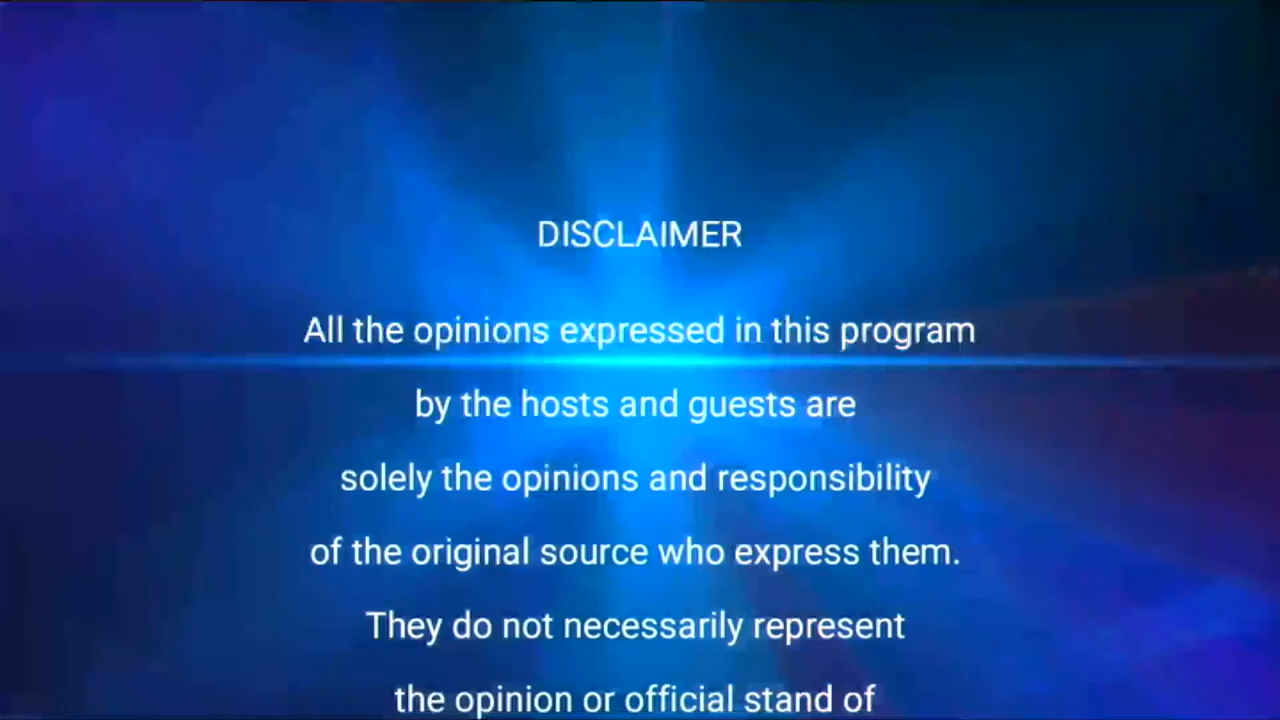 DISCLAIMER
All the opinions expressed in this program
by the hosts and guests are
solely the opinions and responsibility
of the original source who express them.
They do not necessarily represent
the opinion or official stand of